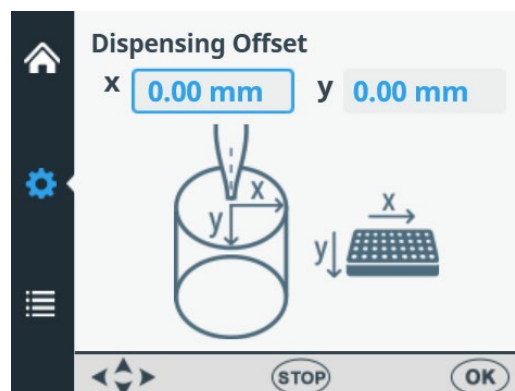 Dispensing Offset
x 0.00 mm y 0.00 mm
x
y
x
y
STOP OK